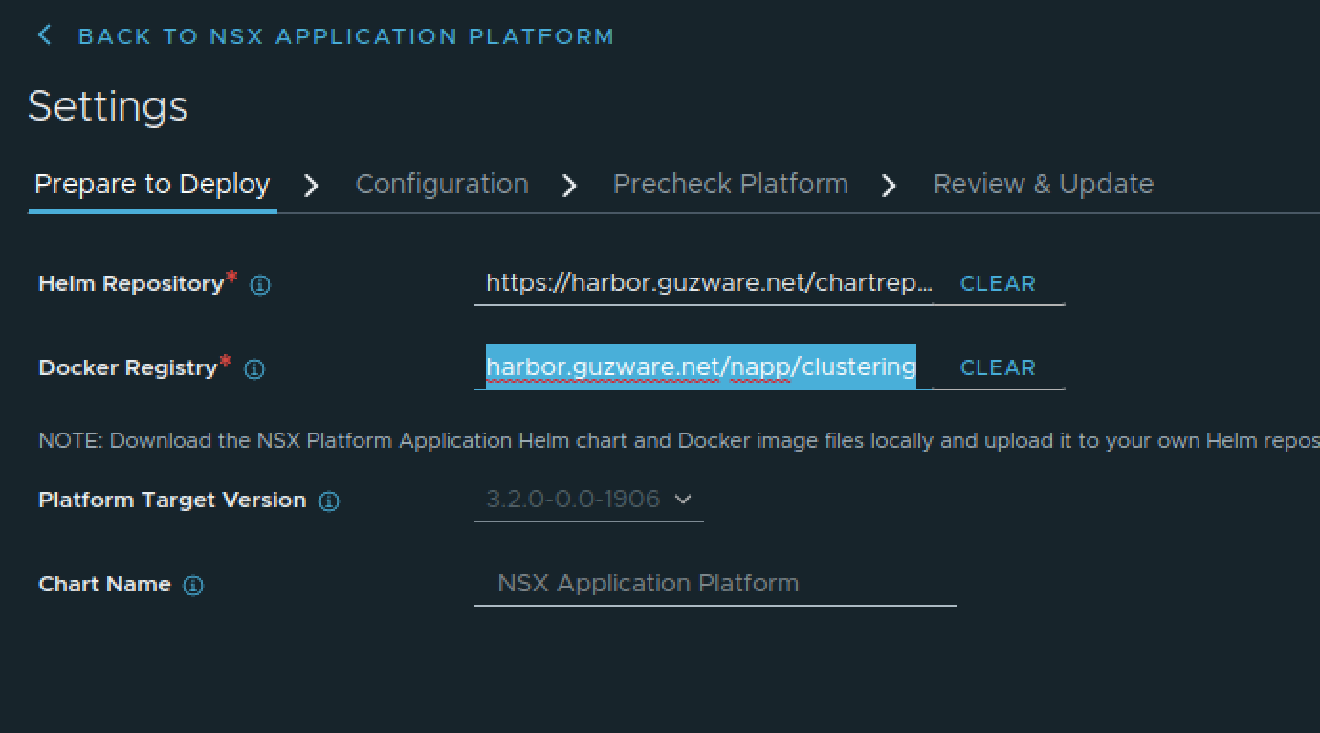 BACK TO NSX APPLICATION PLATFORM
Settings
Prepare to Deploy Configuration Precheck Platform Review & Update
Helm Repository* https://harbor.guzware.net/chartrep... CLEAR
Docker Registry* harbor.guzware.net/napp/clustering CLEAR
NOTE: Download the NSX Platform Application Helm chart and Docker image files locally and upload it to your own Helm repos
Platform Target Version 3.2.0-0.0-1906
Chart Name NSX Application Platform